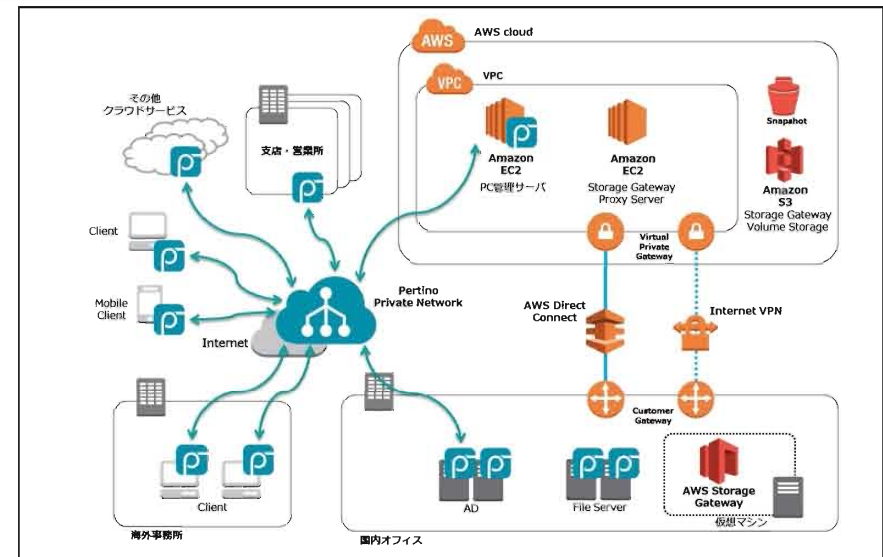 AWS
AWS cloud
VPC
VPC
その他
クラウドサービス
支店・営業所
Amazon
EC2
PC管理サーバ
Amazon
EC2
Storage Gateway
Proxy Server
Snapshot
Amazon
S3
Storage Gateway
Volume Storage
Client
Virtual
Private
Gateway
Mobile
Client
Pertino
Private Network
Internet
AWS Direct
Connect
Internet VPN
Customer
Gateway
Client
海外事務所
AD
File Server
AWS Storage
Gateway
仮想マシン
国内オフィス